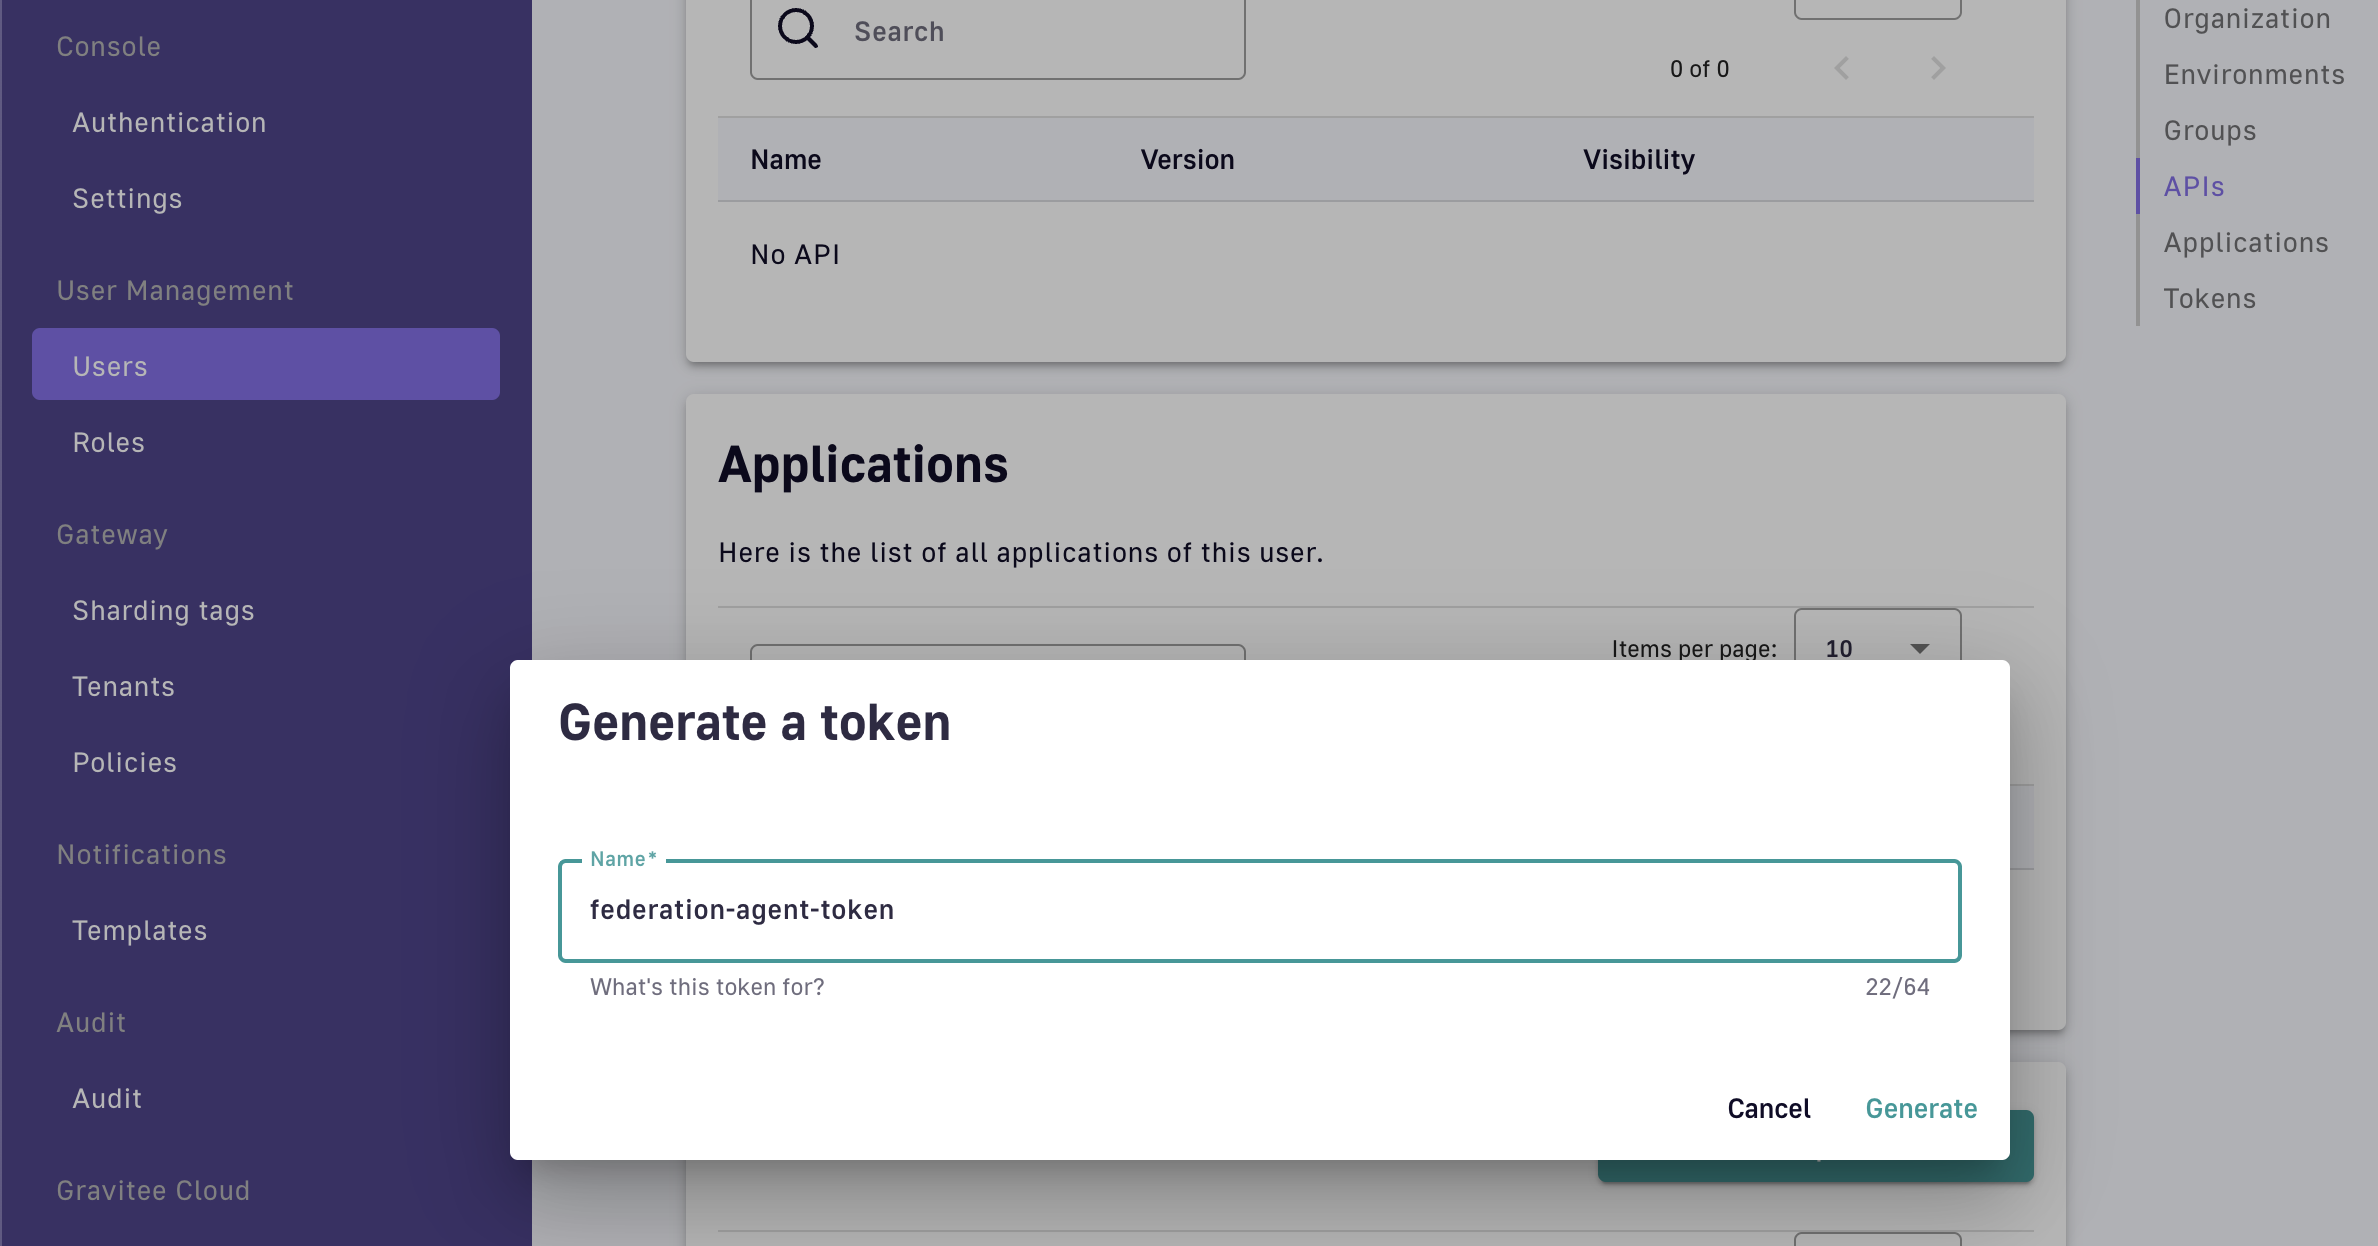 Console
Authentication
Settings
User Management
Users
Roles
Gateway
Sharding tags
Tenants
Policies
Notifications
Templates
Audit
Audit
Gravitee Cloud
Search
0 of 0
Name Version Visibility
No API
Applications
Here is the list of all applications of this user.
Items per page: 10
Generate a token
Name*
federation-agent-token
What's this token for? 22/64
Cancel Generate
Organization
Environments
Groups
APIs
Applications
Tokens